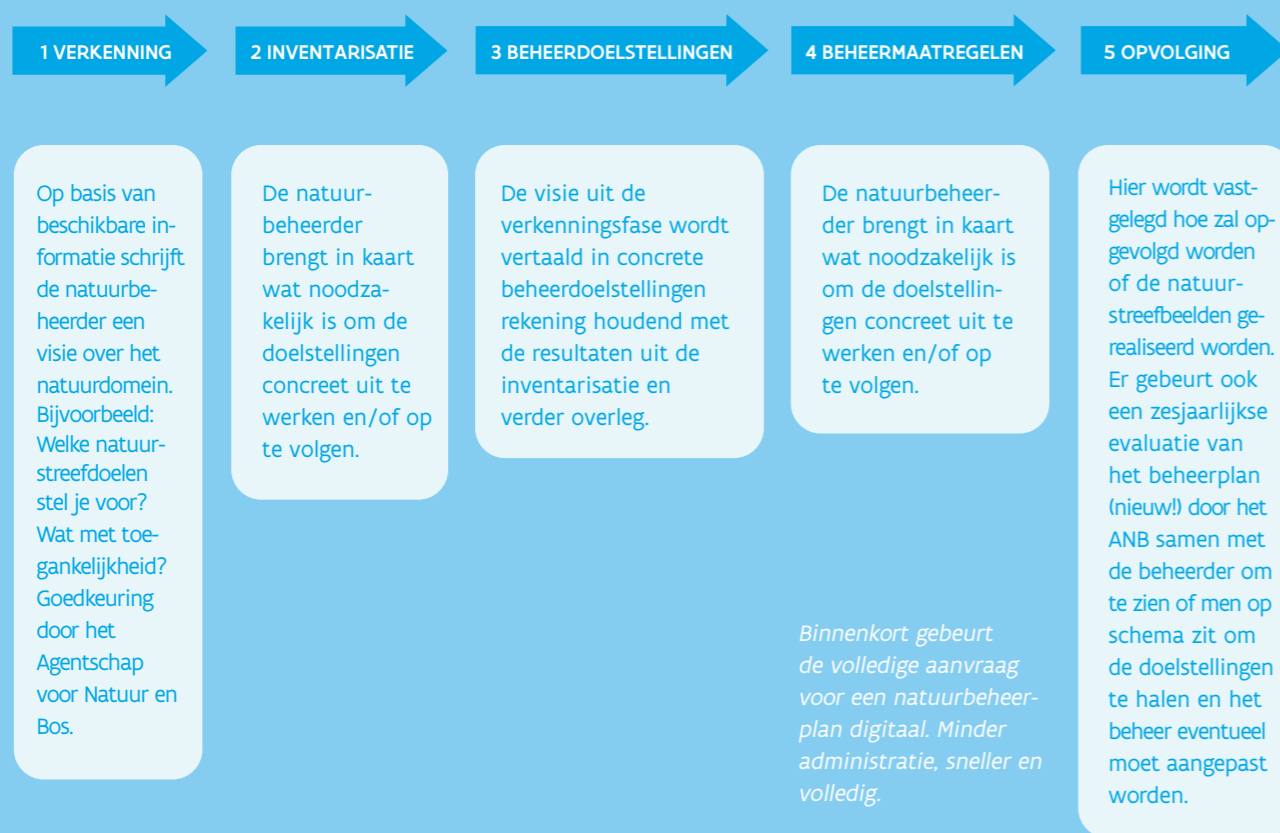 1 VERKENNING
2 INVENTARISATIE
3 BEHEERDOELSTELLINGEN
4 BEHEERMAATREGELEN
5 OPVOLGING
Op basis van
beschikbare in-
formatie schrijft
de natuurbe-
heerder een
visie over het
natuurdomein.
Bijvoorbeeld:
Welke natuur-
streefdoelen
stel je voor?
Wat met toe-
gankelijkheid?
Goedkeuring
door het
Agentschap
voor Natuur en
Bos.
De natuur-
beheerder
brengt in kaart
wat noodza-
kelijk is om de
doelstellingen
concreet uit te
werken en/of op
te volgen.
De visie uit de
verkenningsfase wordt
vertaald in concrete
beheerdoelstellingen
rekening houdend met
de resultaten uit de
inventarisatie en
verder overleg.
De natuurbeheer-
der brengt in kaart
wat noodzakelijk is
om de doelstellin-
gen concreet uit te
werken en/of op
te volgen.
Binnenkort gebeurt
de volledige aanvraag
voor een natuurbeheer-
plan digitaal. Minder
administratie, sneller en
volledig.
Hier wordt vast-
gelegd hoe zal op-
gevolgd worden
of de natuur-
streefbeelden ge-
realiseerd worden.
Er gebeurt ook
een zesjaarlijkse
evaluatie van
het beheerplan
(nieuw!) door het
ANB samen met
de beheerder om
te zien of men op
schema zit om
de doelstellingen
te halen en het
beheer eventueel
moet aangepast
worden.